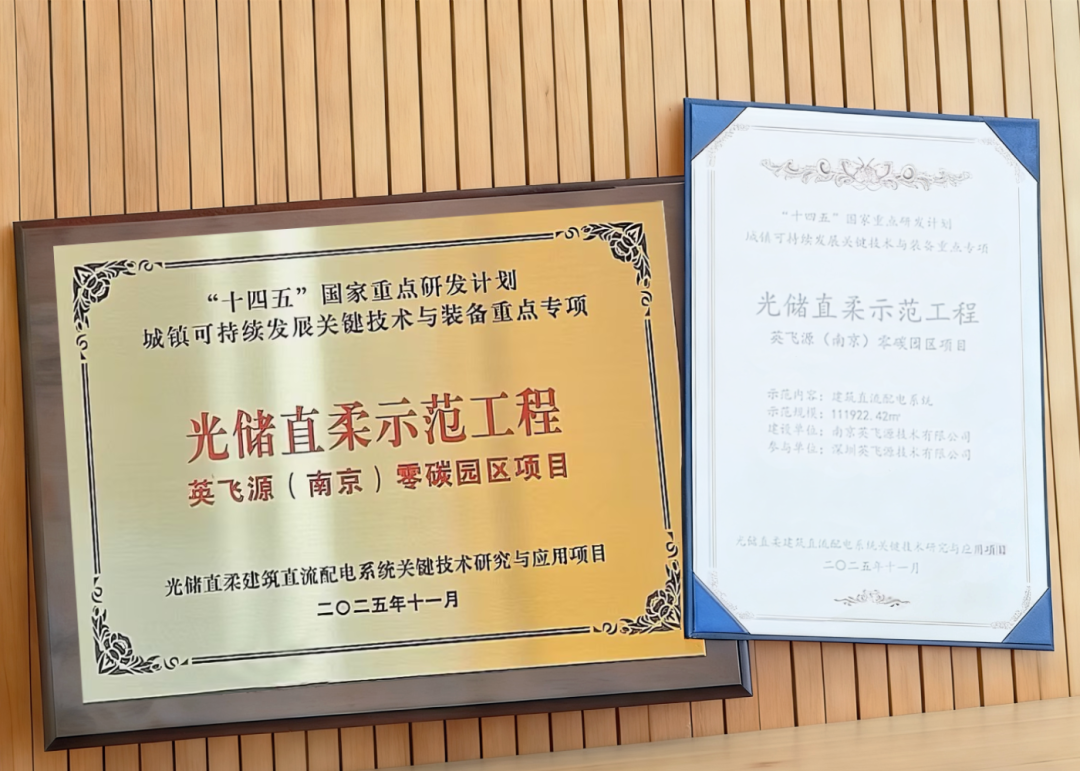 “十四五”国家重点研发计划
城镇可持续发展关键技术与装备重点专项
光储直柔示范工程
英飞源（南京）零碳园区项目
光储直柔建筑直流配电系统关键技术研究与应用项目
二〇二五年十一月
“十四五”国家重点研发计划
城镇可持续发展关键技术与装备重点专项
光储直柔示范工程
英飞源（南京）零碳园区项目
示范内容：建筑直流配电系统
示范规模：111922.42㎡
建设单位：南京英飞源技术有限公司
参与单位：深圳英飞源技术有限公司
光储直柔建筑直流配电系统关键技术研究与应用项目
二〇二五年十一月